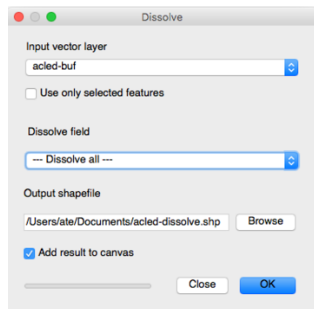 Dissolve
Input vector layer
acled-buf
Use only selected features
Dissolve field
--- Dissolve all ---
Output shapefile
/Users/ate/Documents/acled-dissolve.shp Browse
Add result to canvas
Close OK